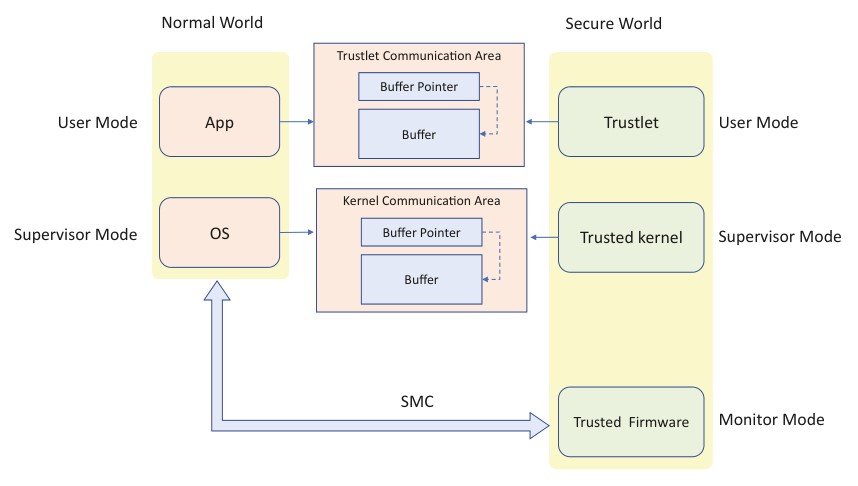 Normal World
Secure World
Trustlet Communication Area
Buffer Pointer
User Mode
App
Buffer
Trustlet
User Mode
Kernel Communication Area
Supervisor Mode
OS
Buffer Pointer
Trusted kernel
Supervisor Mode
Buffer
SMC
Trusted Firmware
Monitor Mode